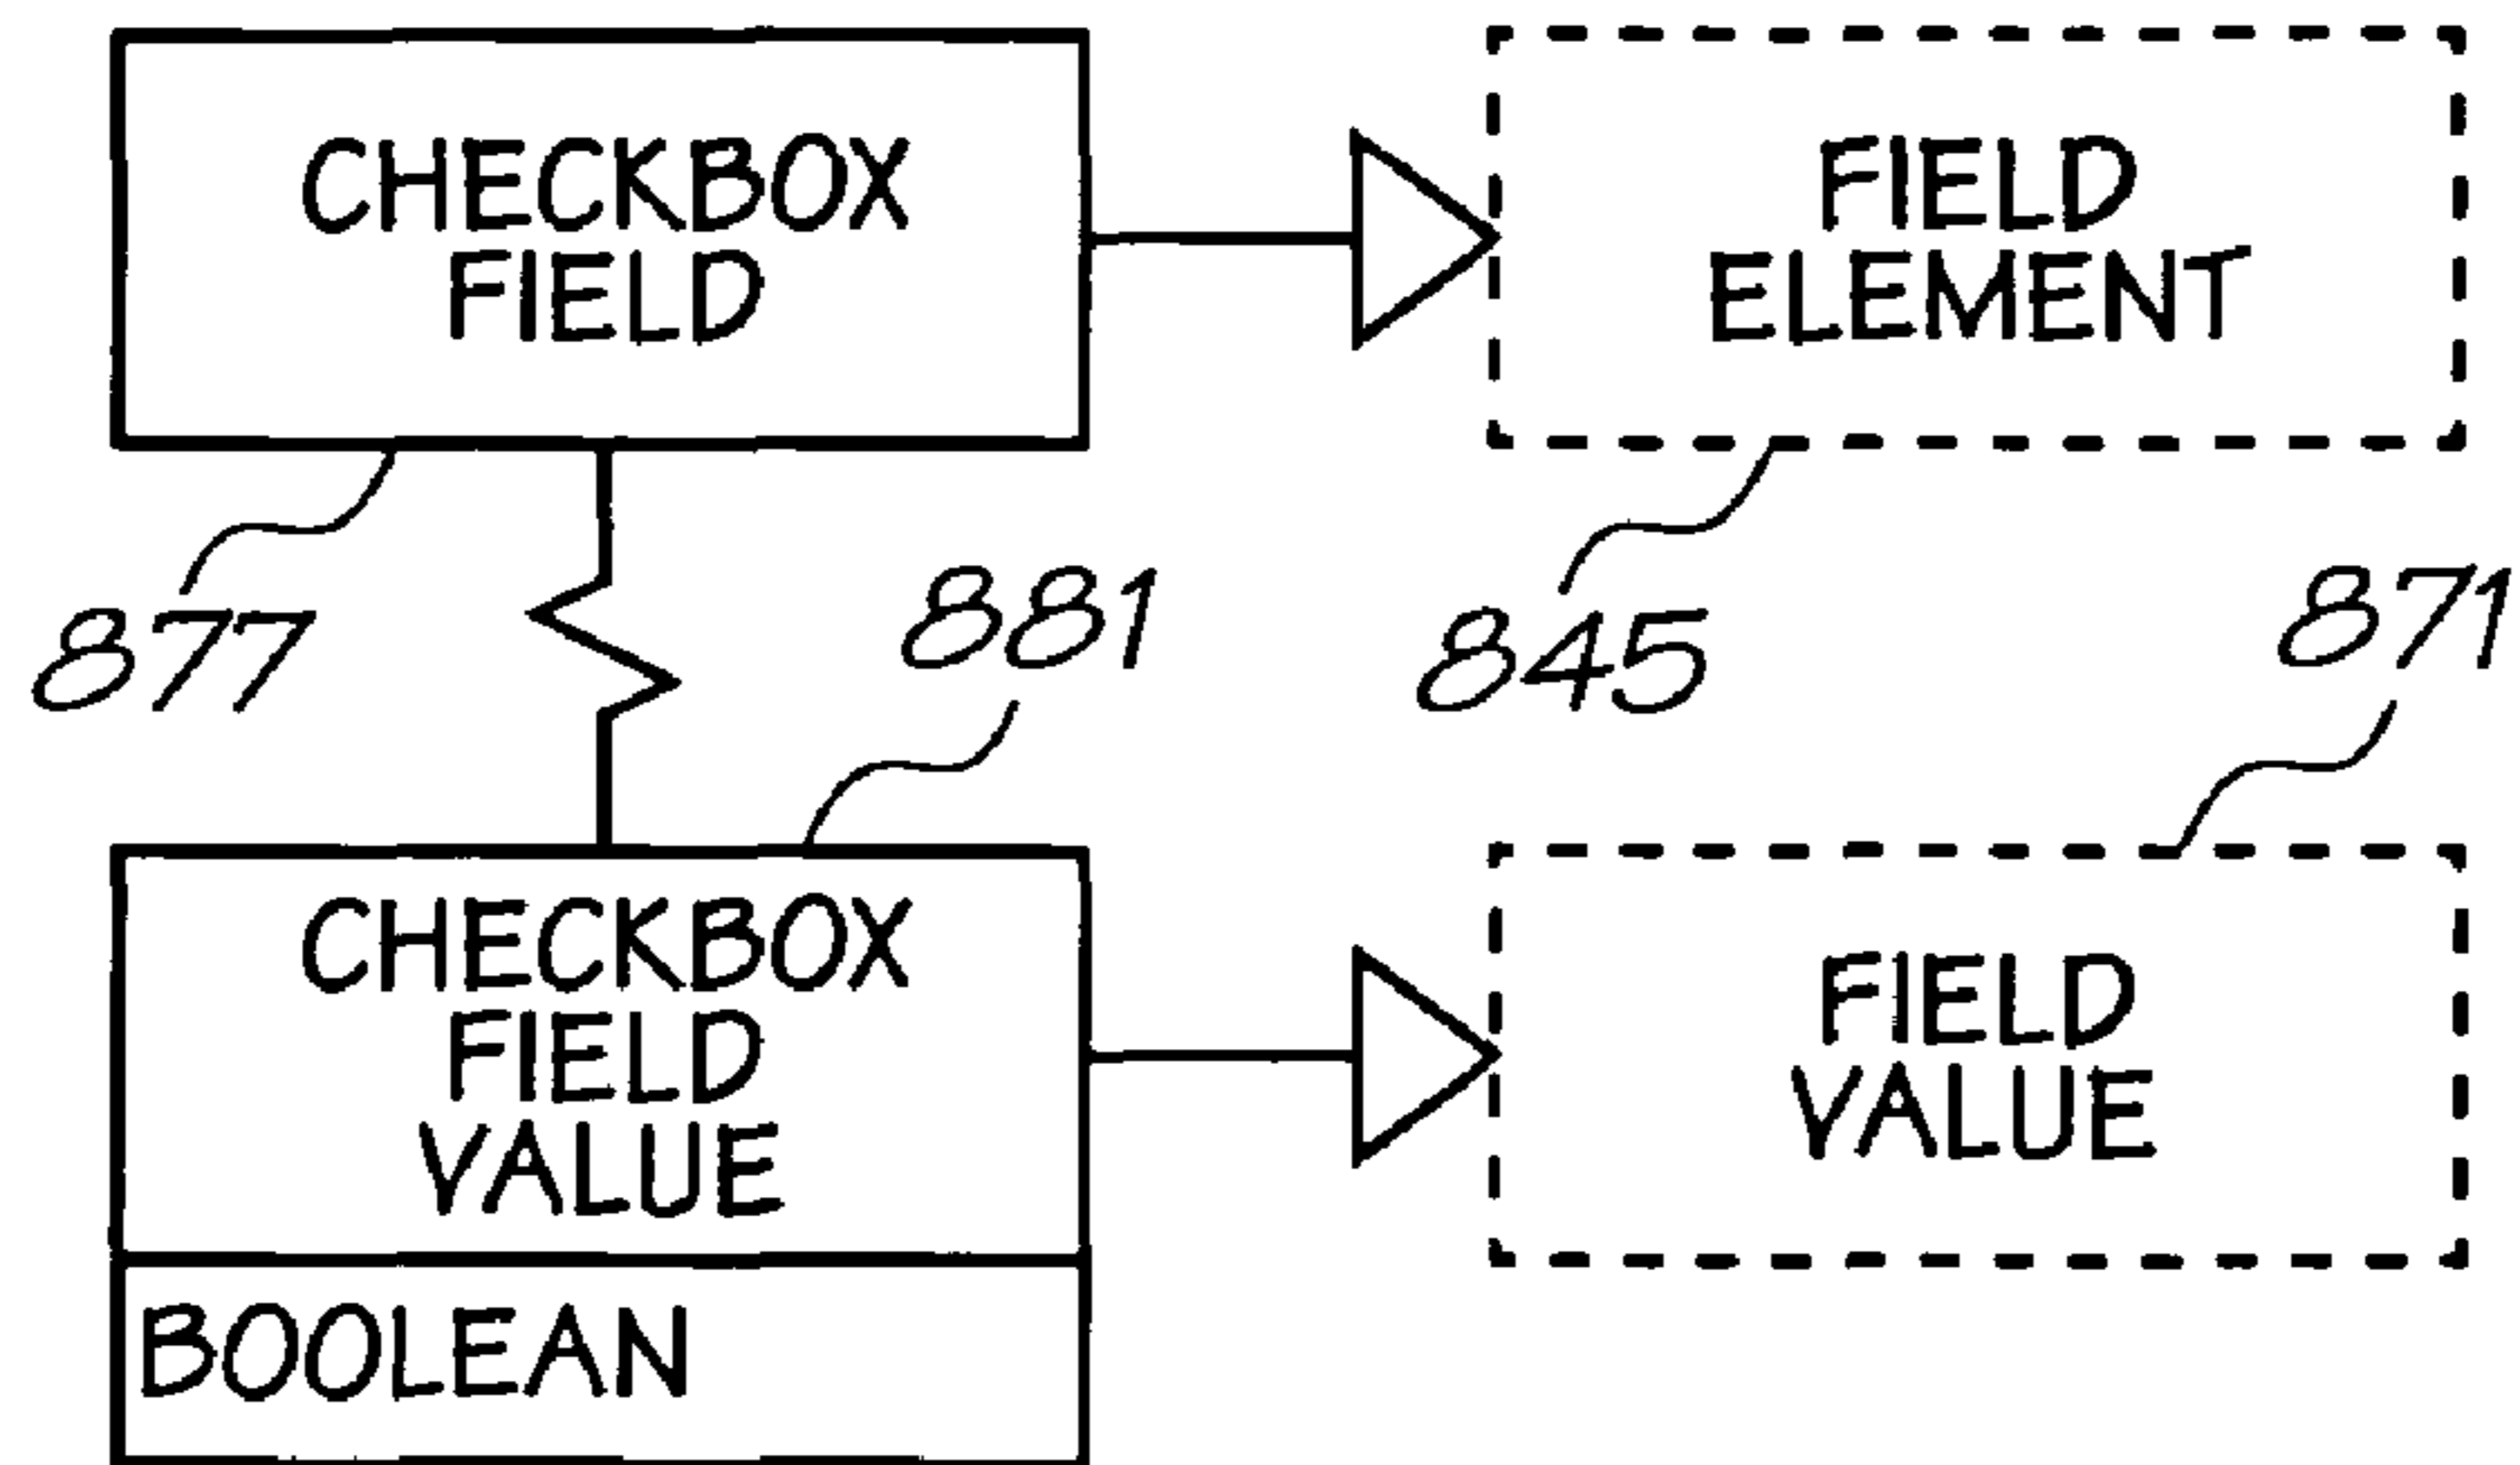 CHECKBOX
FIELD
FIELD
ELEMENT
877
881
845
871
CHECKBOX
FIELD
VALUE
FIELD
VALUE
BOOLEAN